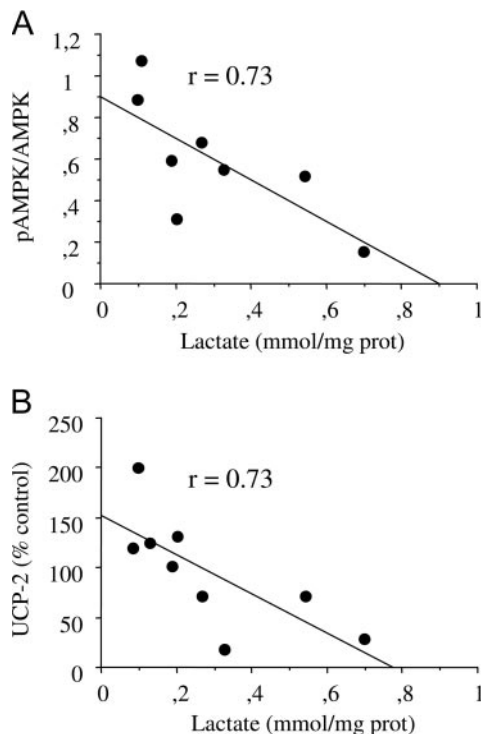 A
1,2
1
,8
,6
,4
,2
0
pAMPK/AMPK
r = 0.73
0 ,2 ,4 ,6 ,8 1
Lactate (mmol/mg prot)
B
250
200
150
100
50
0
UCP-2 (% control)
r = 0.73
0 ,2 ,4 ,6 ,8 1
Lactate (mmol/mg prot)